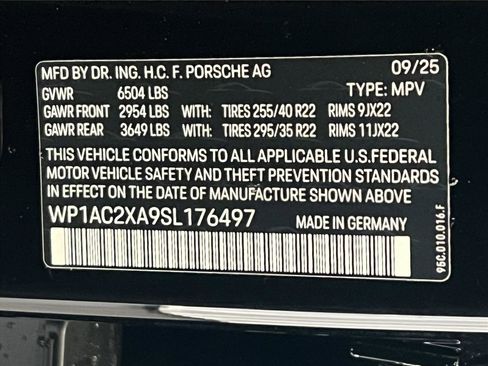 MFD BY DR. ING. H.C. F. PORSCHE AG 09/25
GVWR 6504 LBS TYPE: MPV
GAWR FRONT 2954 LBS WITH: TIRES 255/40 R22 RIMS 9JX22
GAWR REAR 3649 LBS WITH: TIRES 295/35 R22 RIMS 11JX22
THIS VEHICLE CONFORMS TO ALL APPLICABLE U.S.FEDERAL
MOTOR VEHICLE SAFETY AND THEFT PREVENTION STANDARDS
IN EFFECT ON THE DATE OF MANUFACTURE SHOWN ABOVE
WP1AC2XA9SL176497 MADE IN GERMANY
95C.010.016.F